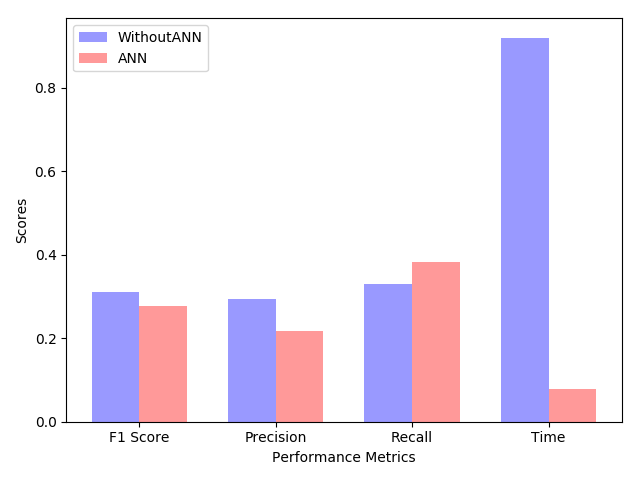 WithoutANN
ANN
0.8
0.6
0.4
0.2
0.0
Scores
F1 Score Precision Recall Time
Performance Metrics